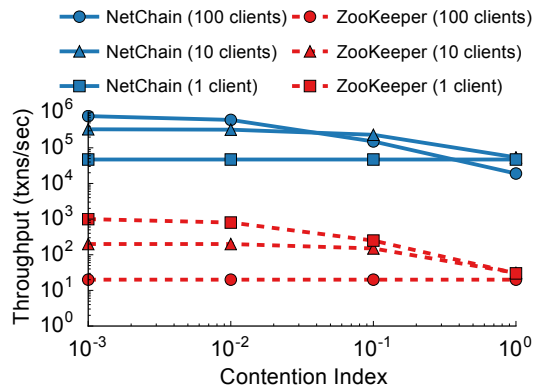 NetChain (100 clients) ZooKeeper (100 clients)
NetChain (10 clients) ZooKeeper (10 clients)
NetChain (1 client) ZooKeeper (1 client)
Throughput (txns/sec)
10^6
10^5
10^4
10^3
10^2
10^1
10^0
10^-3 10^-2 10^-1 10^0
Contention Index